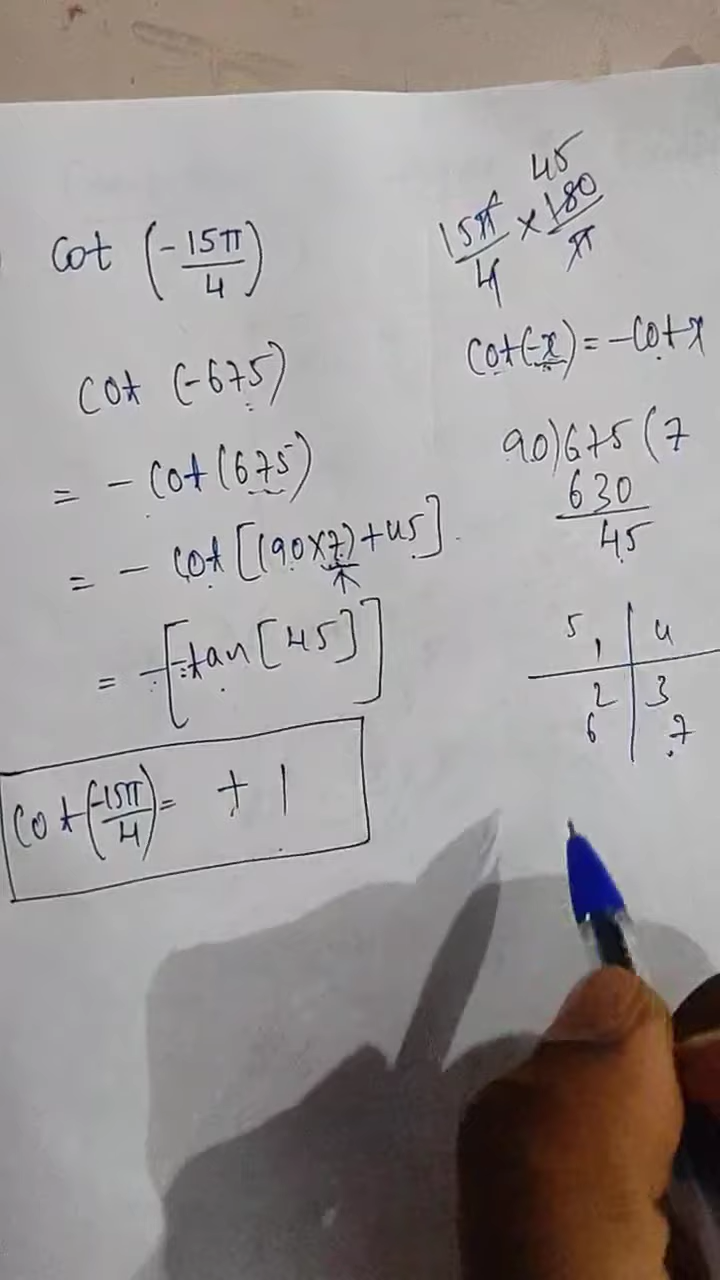 cot (-15π/4)
15π/4 × 180/π
45
cot(-x) = -cotx
cot (-675)
90)675(7
630
45
= - cot(675)
= - cot[(90×7)+45]
= -[-tan[45]]
5 1 | 4
2 | 3
6 | 7
cot(-15π/4) = +1